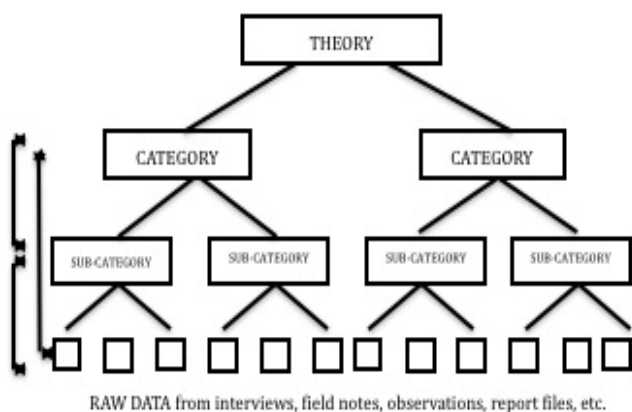 THEORY
CATEGORY CATEGORY
SUB-CATEGORY SUB-CATEGORY SUB-CATEGORY SUB-CATEGORY
RAW DATA from interviews, field notes, observations, report files, etc.